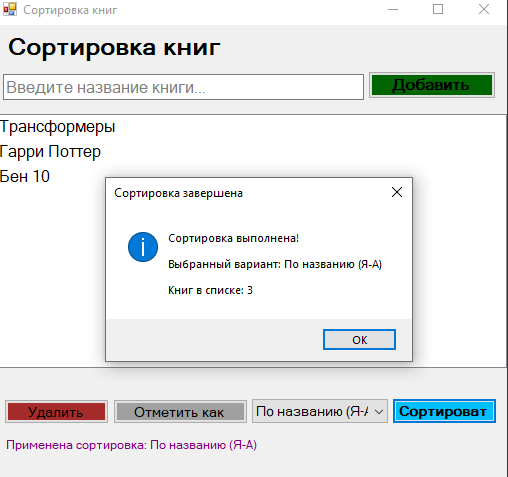 Сортировка книг
Сортировка книг
Введите название книги...
Добавить
Трансформеры
Гарри Поттер
Бен 10
Сортировка завершена
Сортировка выполнена!
Выбранный вариант: По названию (Я-А)
Книг в списке: 3
OK
Удалить
Отметить как
По названию (Я-А
Сортироват
Применена сортировка: По названию (Я-А)